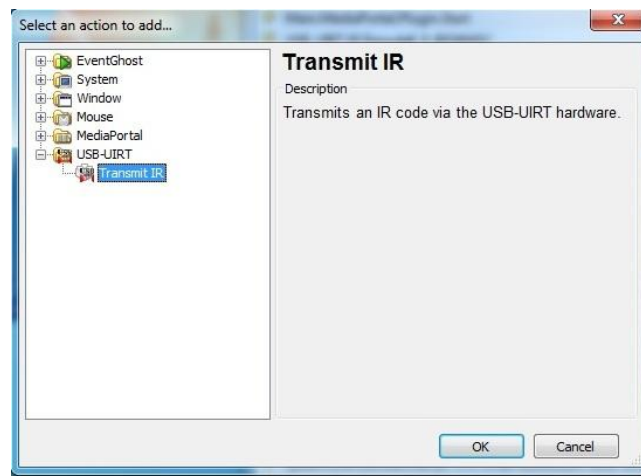 Select an action to add...
EventGhost
System
Window
Mouse
MediaPortal
USB-UIRT
Transmit IR
Transmit IR
Description
Transmits an IR code via the USB-UIRT hardware.
OK
Cancel